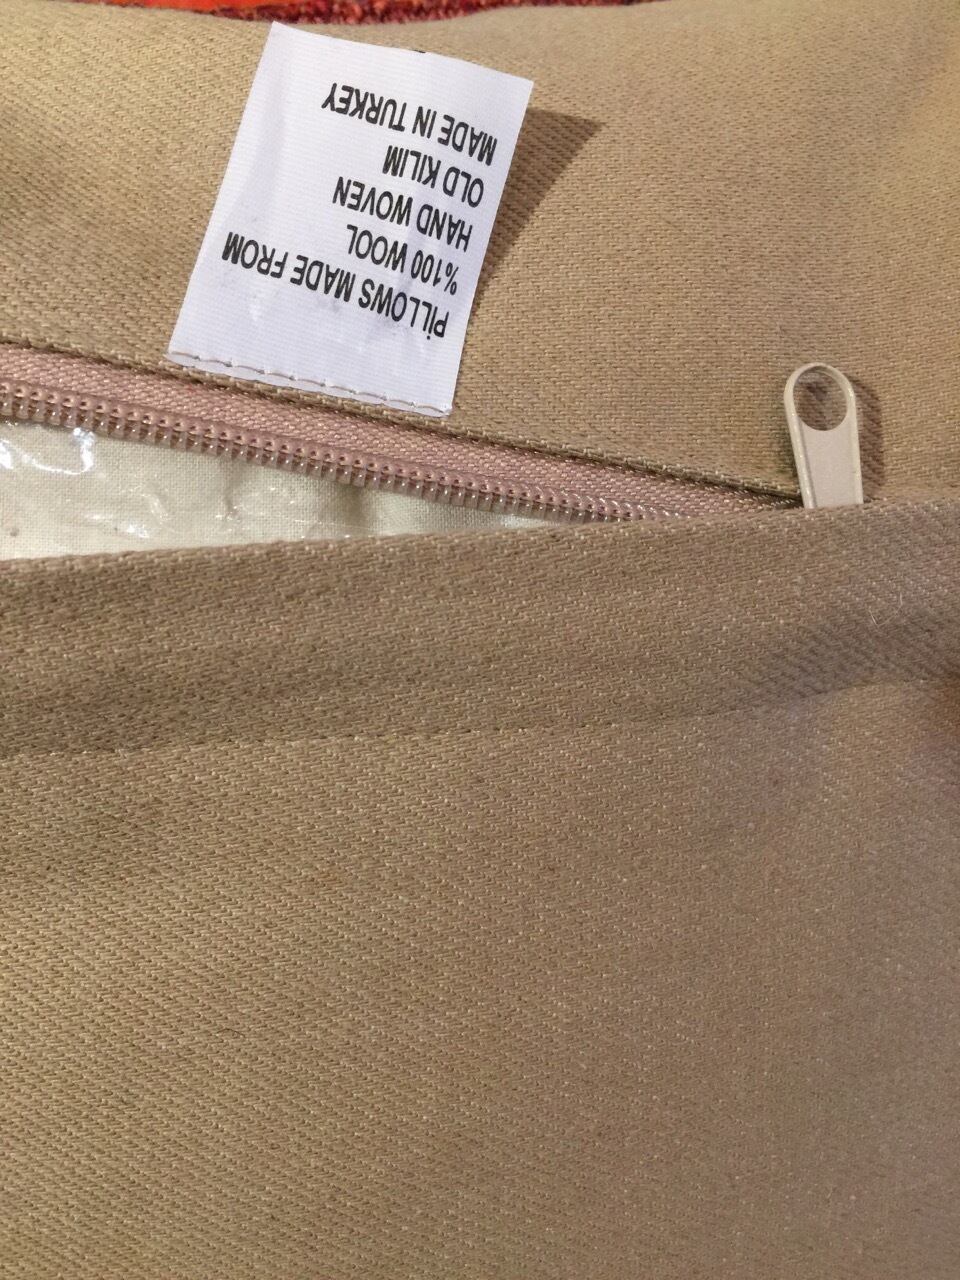 PİLLOWS MADE FROM
%100 WOOL
HAND WOVEN
OLD KILIM
MADE IN TURKEY